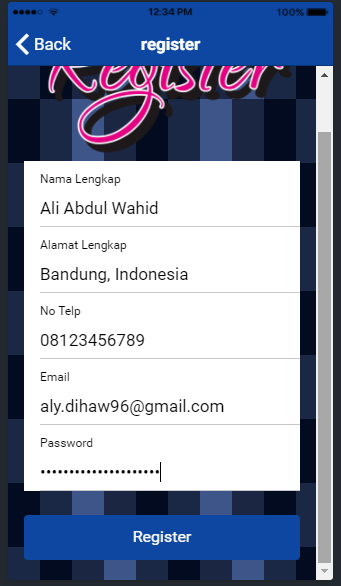 12:34 PM 100%
Back register
Register
Nama Lengkap
Ali Abdul Wahid
Alamat Lengkap
Bandung, Indonesia
No Telp
08123456789
Email
aly.dihaw96@gmail.com
Password
•••••••••••••••••••••
Register